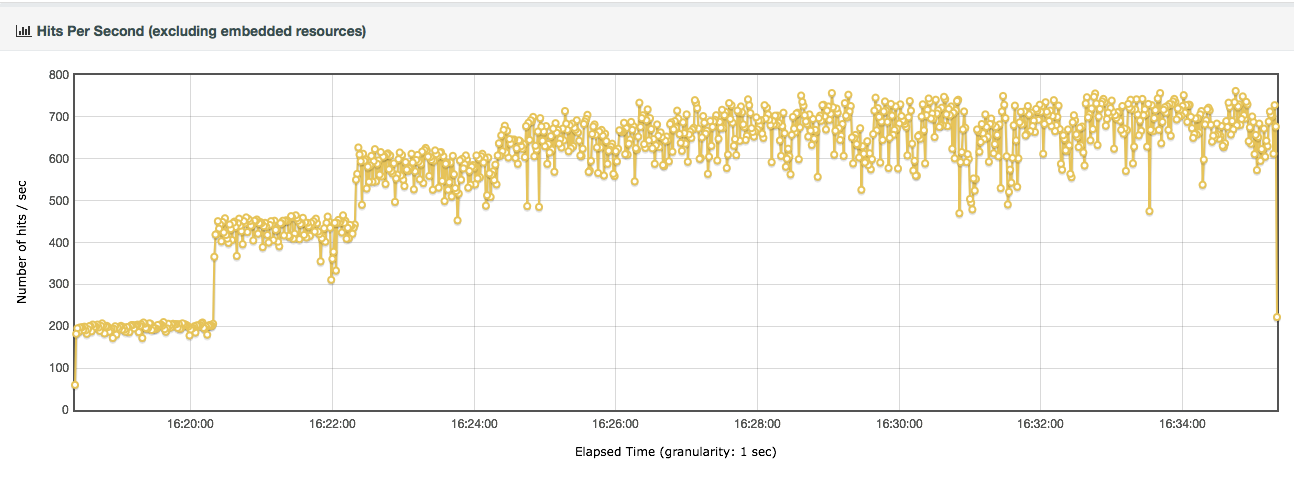 Hits Per Second (excluding embedded resources)
Number of hits / sec
800
700
600
500
400
300
200
100
0
16:20:00 16:22:00 16:24:00 16:26:00 16:28:00 16:30:00 16:32:00 16:34:00
Elapsed Time (granularity: 1 sec)